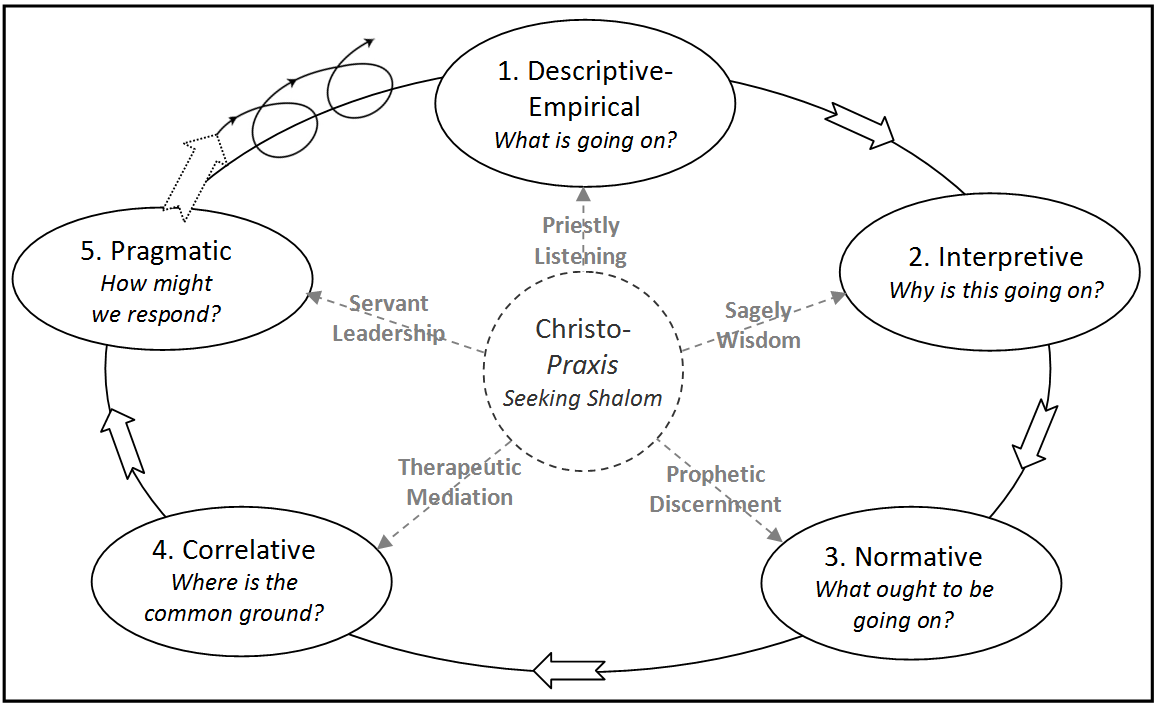 1. Descriptive-
Empirical
What is going on?
Priestly
Listening
2. Interpretive
Why is this going on?
Sagely
Wisdom
3. Normative
What ought to be
going on?
Prophetic
Discernment
4. Correlative
Where is the
common ground?
Therapeutic
Mediation
5. Pragmatic
How might
we respond?
Servant
Leadership
Christo-
Praxis
Seeking Shalom